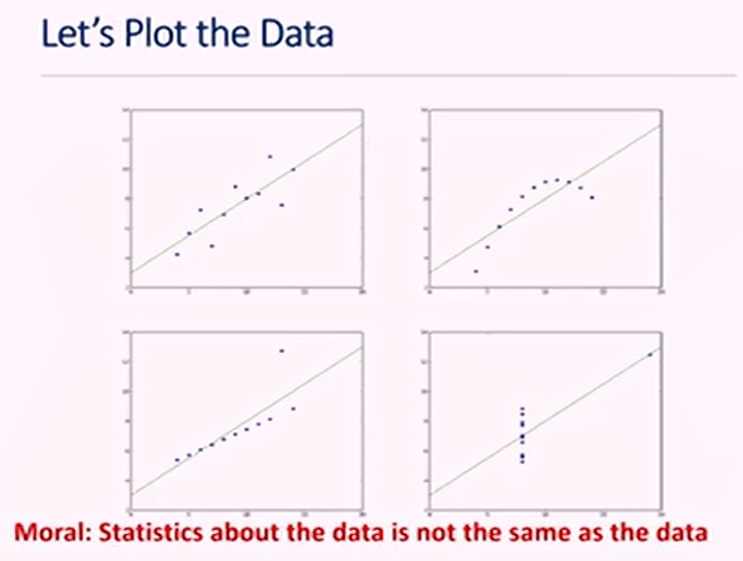 Let's Plot the Data
Moral: Statistics about the data is not the same as the data